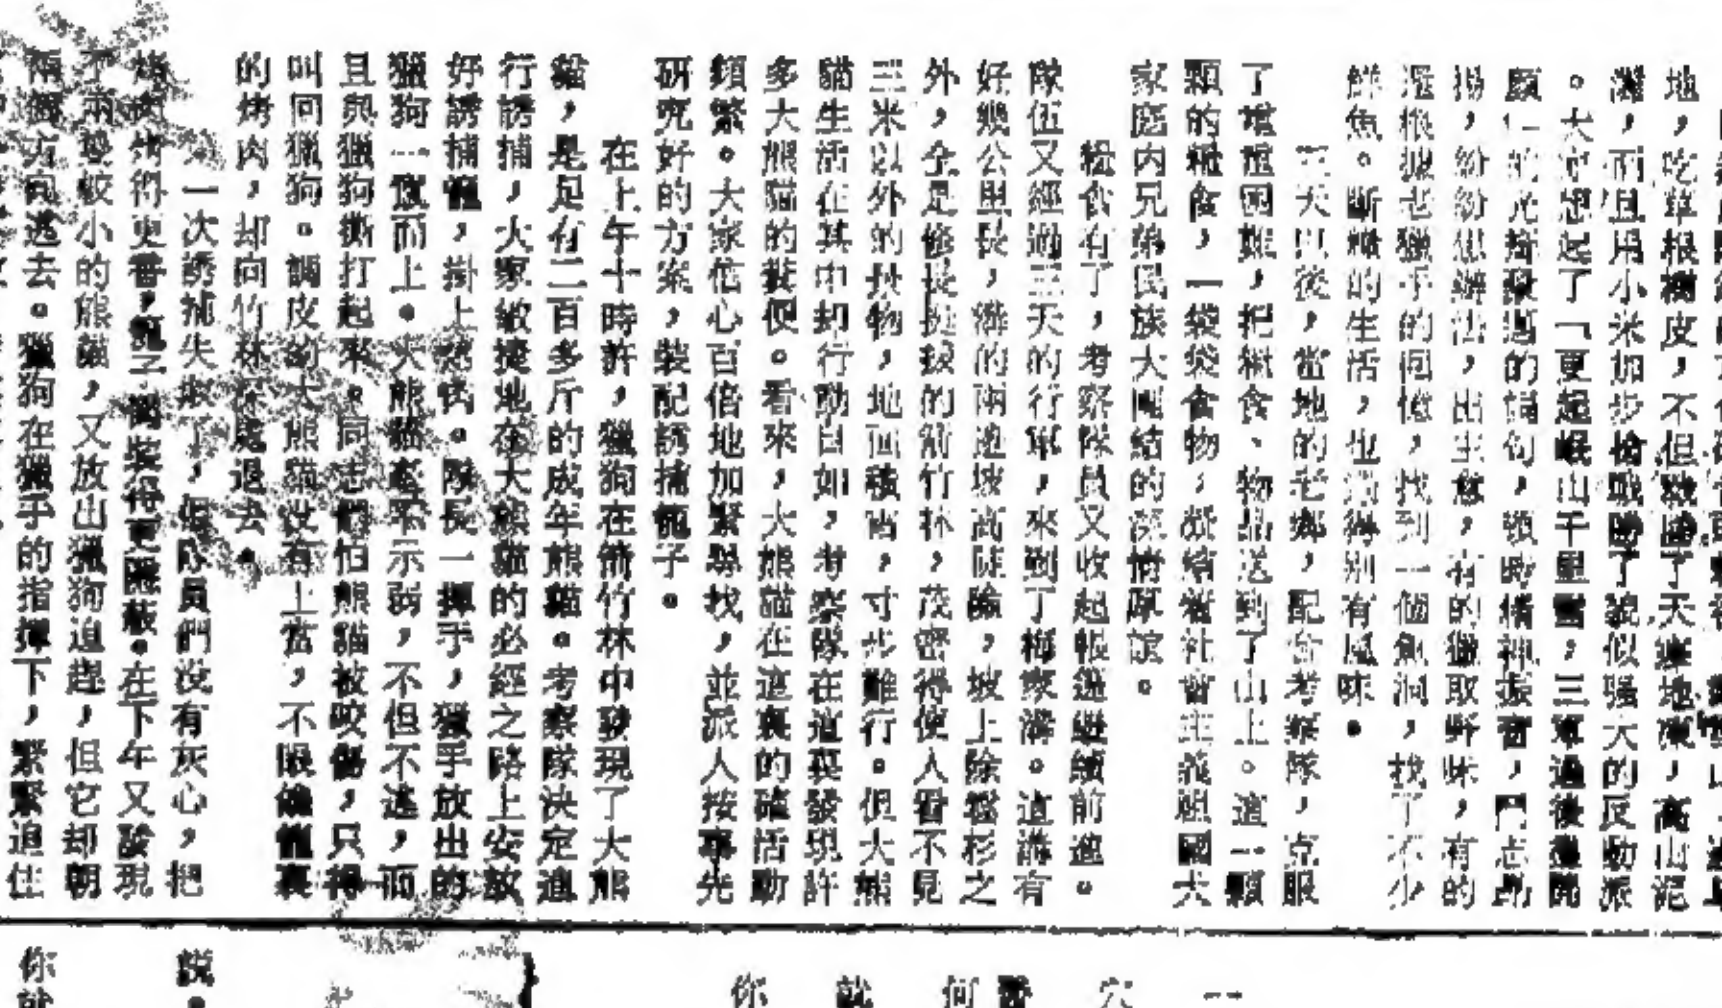 地，吃草根樹皮，不但戰勝了天寒地凍，高山泥
灘，而且用小米加步槍戰勝了貌似強大的反動派
。大家想起了「更起岷山千里雪，三軍過後盡開
顏」的光輝詩句，頓時精神振奮，鬥志昂
揚，紛紛想辦法，出主意，有的獵取野味，有的
還根據老獵手的回憶，找到一個魚洞，找了不少
鮮魚。斷糧的生活，也過得別有風味。
三天以後，當地的老鄉，配合考察隊，克服
了重重困難，把糧食、物品送到了山上。這一顆
顆的糧食，一袋袋食物，凝結着社會主義祖國大
家庭內兄弟民族大團結的深情厚誼。
糧食有了，考察隊員又收起帳篷繼續前進。
隊伍又經過三天的行軍，來到了梅家溝。這溝有
好幾公里長，溝的兩邊坡高陡險，坡上除雲杉之
外，全是修長挺拔的箭竹林，茂密得使人看不見
三米以外的長物，地面積雪，寸步難行。但大熊
貓生活在其中却行動自如，考察隊在這裏發現許
多大熊貓的糞便。看來，大熊貓在這裏的確活動
頻繁。大家信心百倍地加緊尋找，並派人按事先
研究好的方案，裝配誘捕籠子。
在上午十時許，獵狗在箭竹林中發現了大熊
貓，是足有二百多斤的成年熊貓。考察隊決定進
行誘捕，大家敏捷地在大熊貓的必經之路上安放
好誘捕籠，掛上烤肉。隊長一揮手，獵手放出的
獵狗一擁而上。大熊貓毫不示弱，不但不逃，而
且與獵狗撕打起來。同志們怕熊貓被咬傷，只得
叫回獵狗。調皮的大熊貓沒有上當，不眼饞籠裏
的烤肉，却向竹林深處退去。
一次誘捕失敗了，但隊員們沒有灰心，把
烤肉烤得更香，籠子偽裝得更隱蔽。在下午又發現
了兩隻較小的熊貓，又放出獵狗追趕，但它却朝
兩個方向逃去。獵狗在獵手的指揮下，緊緊追住
一
穴
何
就
你
說。
你就